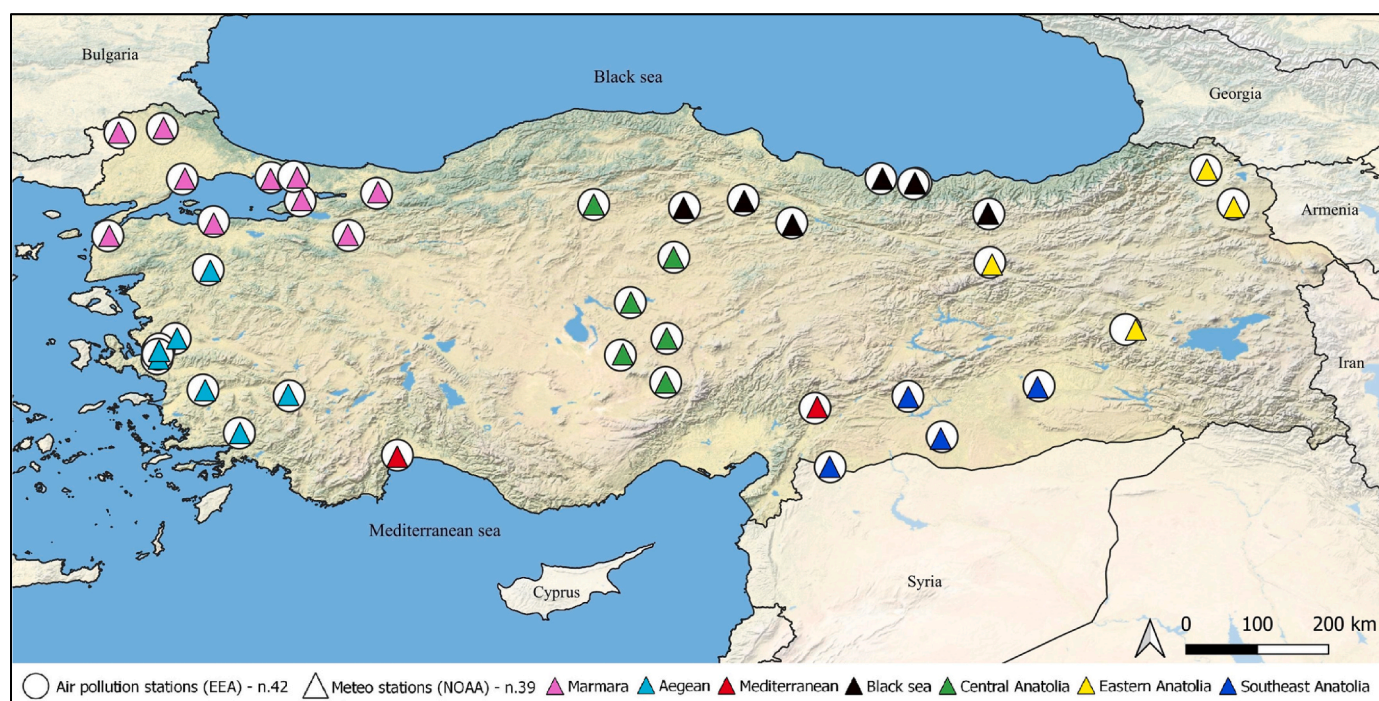 Bulgaria
Black sea
Georgia
Armenia
Iran
Mediterranean sea
Cyprus
Syria
0 100 200 km
Air pollution stations (EEA) - n.42 Meteo stations (NOAA) - n.39 Marmara Aegean Mediterranean Black sea Central Anatolia Eastern Anatolia Southeast Anatolia